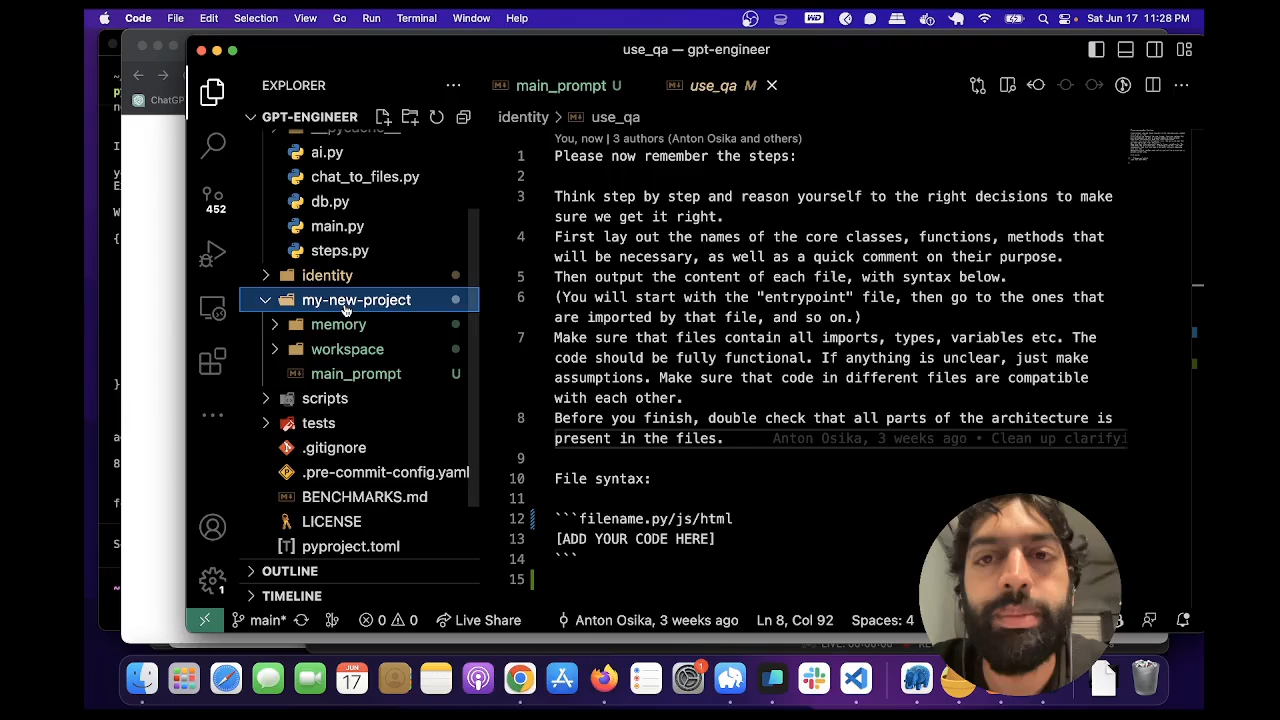 Code File Edit Selection View Go Run Terminal Window Help Sat Jun 17 11:28 PM
use_qa — gpt-engineer
ChatGP
EXPLORER
GPT-ENGINEER
__pycache__
ai.py
chat_to_files.py
db.py
main.py
steps.py
identity
my-new-project
memory
workspace
main_prompt U
scripts
tests
.gitignore
.pre-commit-config.yaml
BENCHMARKS.md
LICENSE
pyproject.toml
OUTLINE
TIMELINE
452
1
main_prompt U use_qa M
identity > use_qa
You, now | 3 authors (Anton Osika and others)
1 Please now remember the steps:
2
3 Think step by step and reason yourself to the right decisions to make
sure we get it right.
4 First lay out the names of the core classes, functions, methods that
will be necessary, as well as a quick comment on their purpose.
5 Then output the content of each file, with syntax below.
6 (You will start with the "entrypoint" file, then go to the ones that
are imported by that file, and so on.)
7 Make sure that files contain all imports, types, variables etc. The
code should be fully functional. If anything is unclear, just make
assumptions. Make sure that code in different files are compatible
with each other.
8 Before you finish, double check that all parts of the architecture is
present in the files. Anton Osika, 3 weeks ago • Clean up clarifyi
9
10 File syntax:
11
12 ```filename.py/js/html
13 [ADD YOUR CODE HERE]
14 ```
15
main* 0 0 Live Share Anton Osika, 3 weeks ago Ln 8, Col 92 Spaces: 4
JUN
17
1